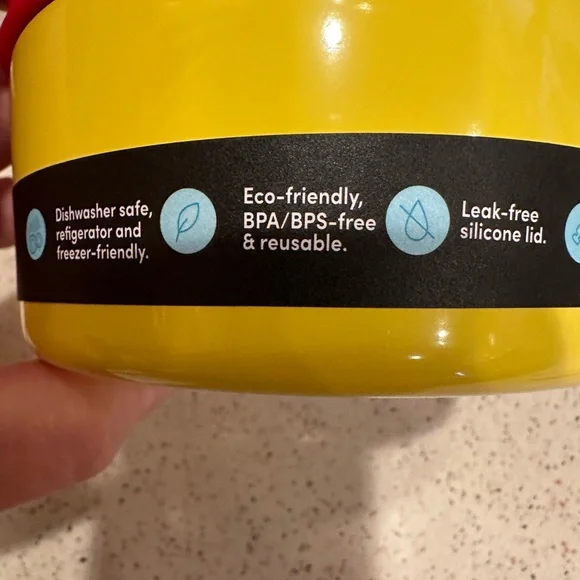 Dishwasher safe,
refigerator and
freezer-friendly.
Eco-friendly,
BPA/BPS-free
& reusable.
Leak-free
silicone lid.